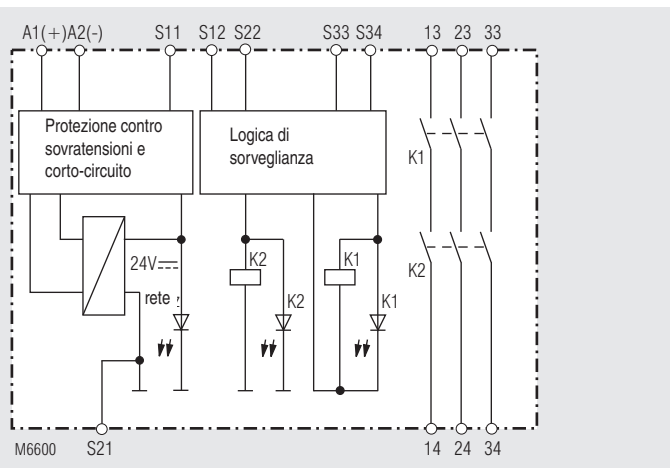 A1(+) A2(-) S11 S12 S22 S33 S34 13 23 33
Protezione contro
sovratensioni e
corto-circuito
Logica di
sorveglianza
K1
24V
K2
K1
K2
rete
K2
K1
M6600 S21 14 24 34